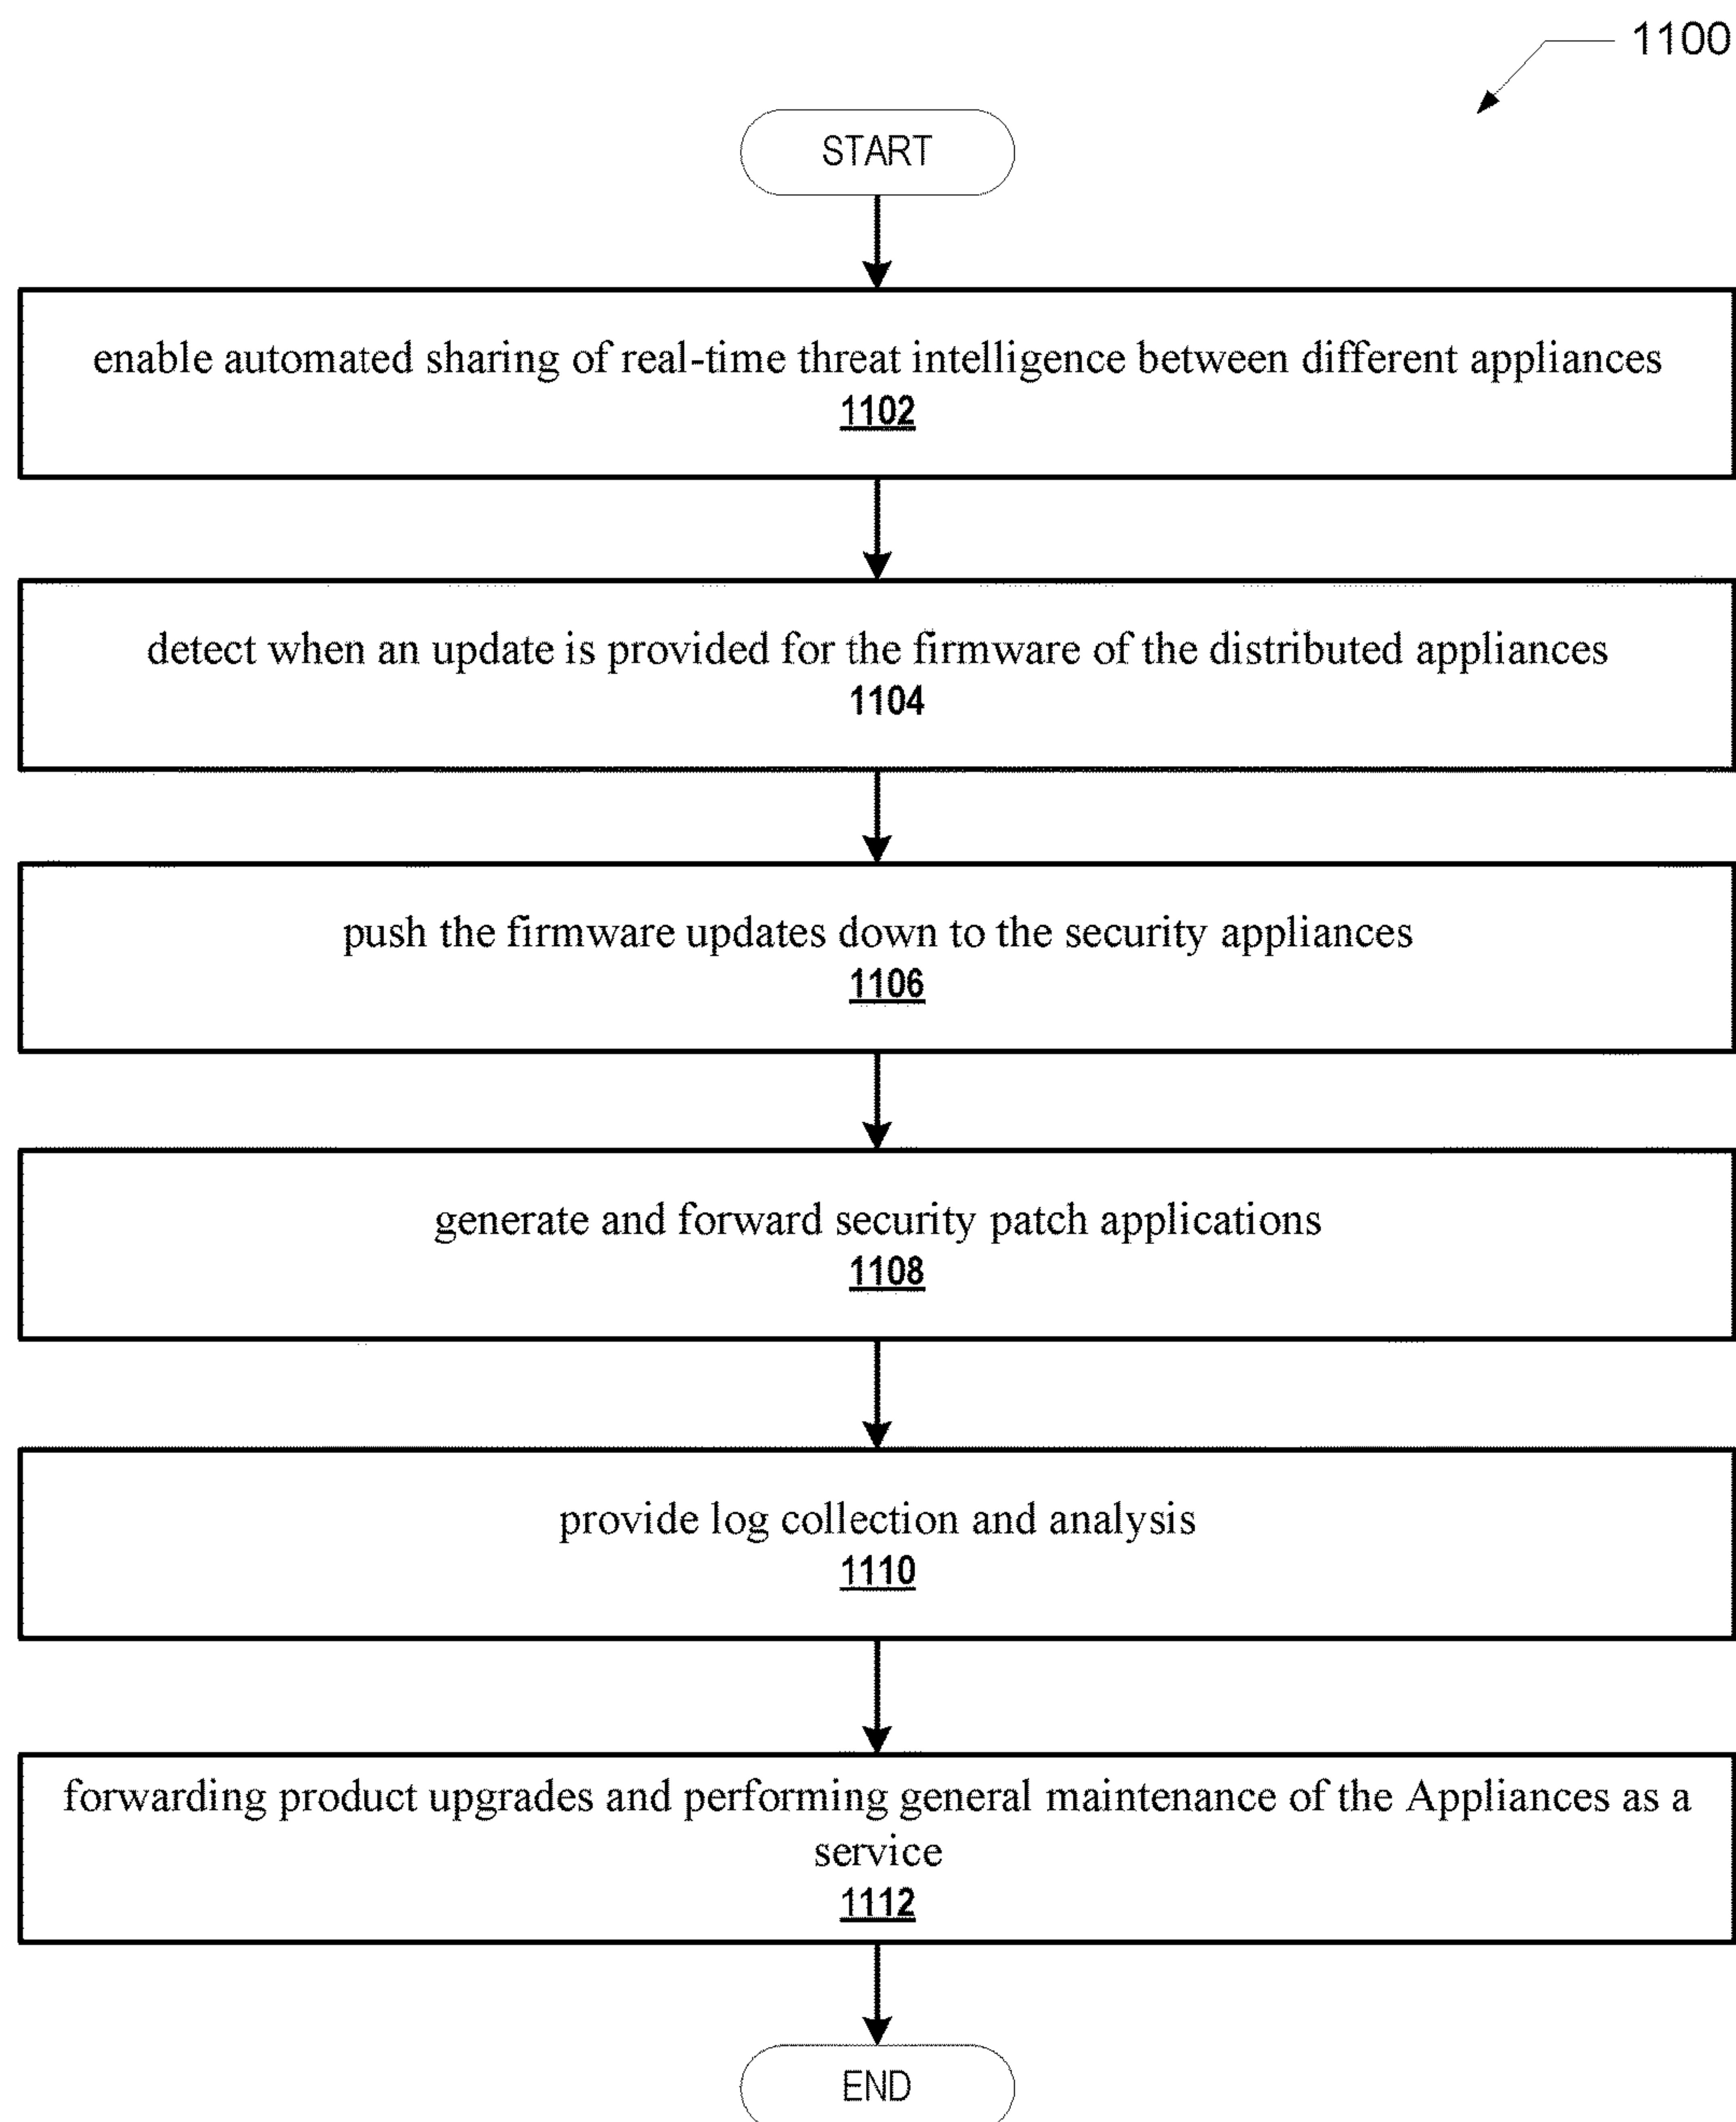 1100
START
enable automated sharing of real-time threat intelligence between different appliances
1102
detect when an update is provided for the firmware of the distributed appliances
1104
push the firmware updates down to the security appliances
1106
generate and forward security patch applications
1108
provide log collection and analysis
1110
forwarding product upgrades and performing general maintenance of the Appliances as a
service
1112
END